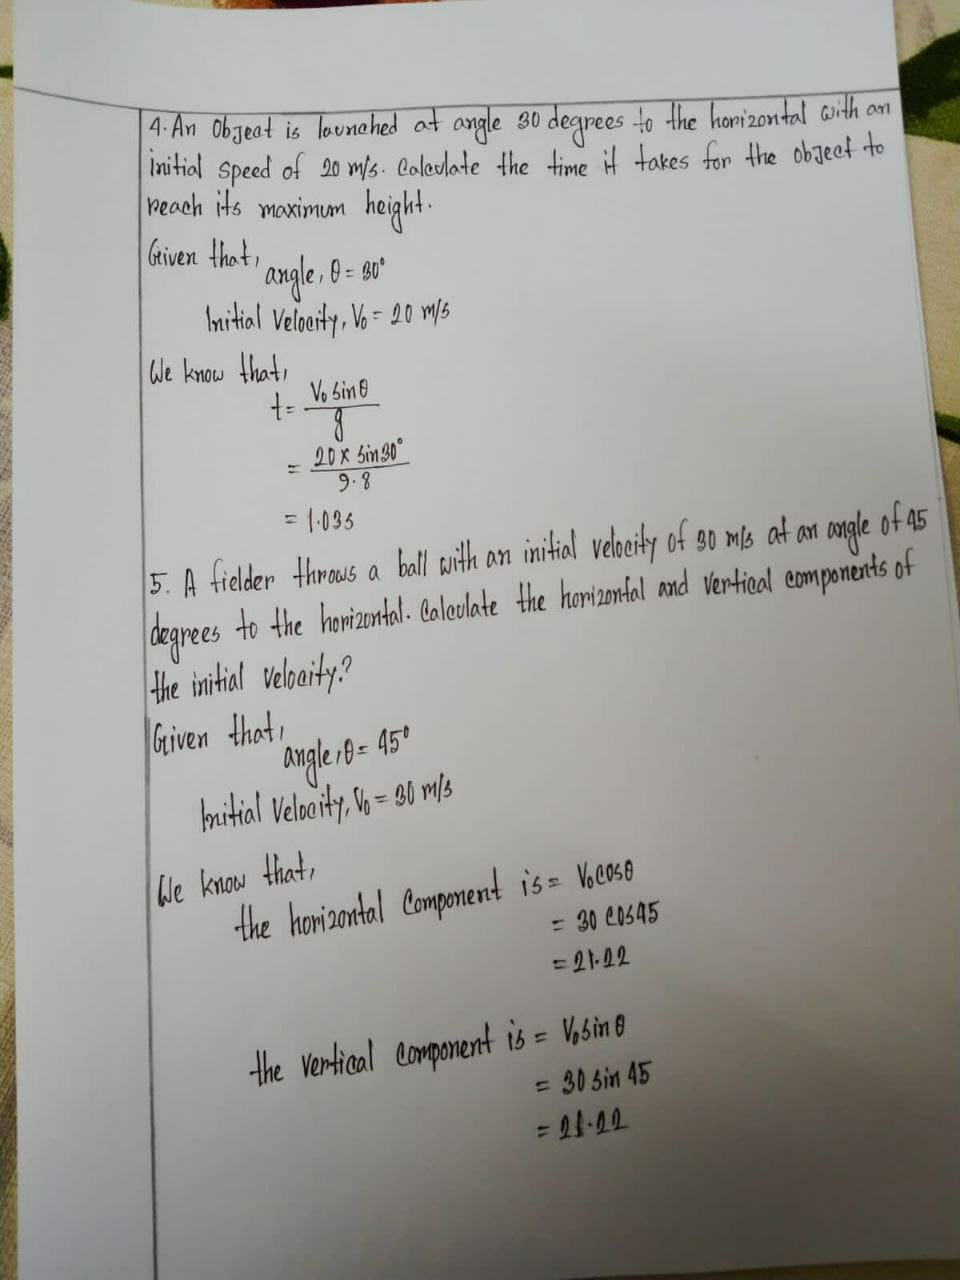 4. An Object is launched at angle 30 degrees to the horizontal with an
initial speed of 20 m/s. Calculate the time it takes for the object to
reach its maximum height.
Given that,
angle, θ = 30°
Initial Velocity, V₀ = 20 m/s
We know that,
t = V₀ sinθ / g
= 20 × sin30° / 9.8
= 1.03s
5. A fielder throws a ball with an initial velocity of 30 m/s at an angle of 45
degrees to the horizontal. Calculate the horizontal and vertical components of
the initial velocity?
Given that,
angle, θ = 45°
Initial Velocity, V₀ = 30 m/s
We know that,
the horizontal Component is = V₀cosθ
= 30 cos45
= 21.22
the vertical component is = V₀sinθ
= 30 sin 45
= 21.22